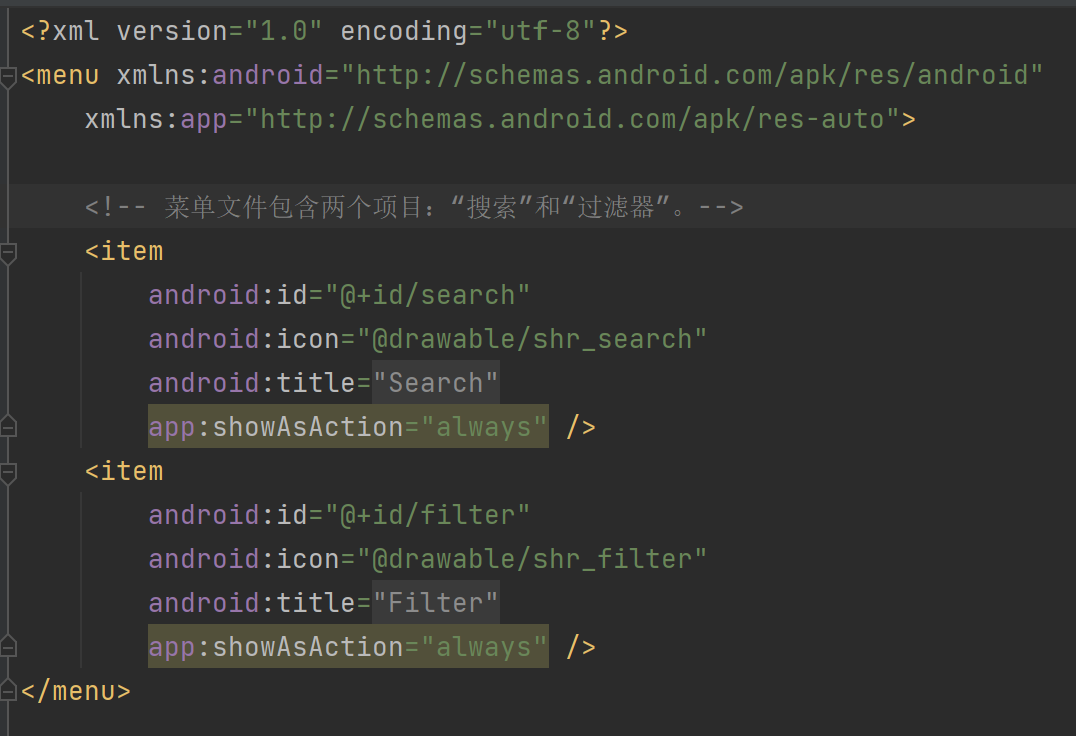 <?xml version="1.0" encoding="utf-8"?>
<menu xmlns:android="http://schemas.android.com/apk/res/android"
    xmlns:app="http://schemas.android.com/apk/res-auto">

    <!-- 菜单文件包含两个项目：“搜索”和“过滤器”。-->
    <item
        android:id="@+id/search"
        android:icon="@drawable/shr_search"
        android:title="Search"
        app:showAsAction="always" />
    <item
        android:id="@+id/filter"
        android:icon="@drawable/shr_filter"
        android:title="Filter"
        app:showAsAction="always" />
</menu>